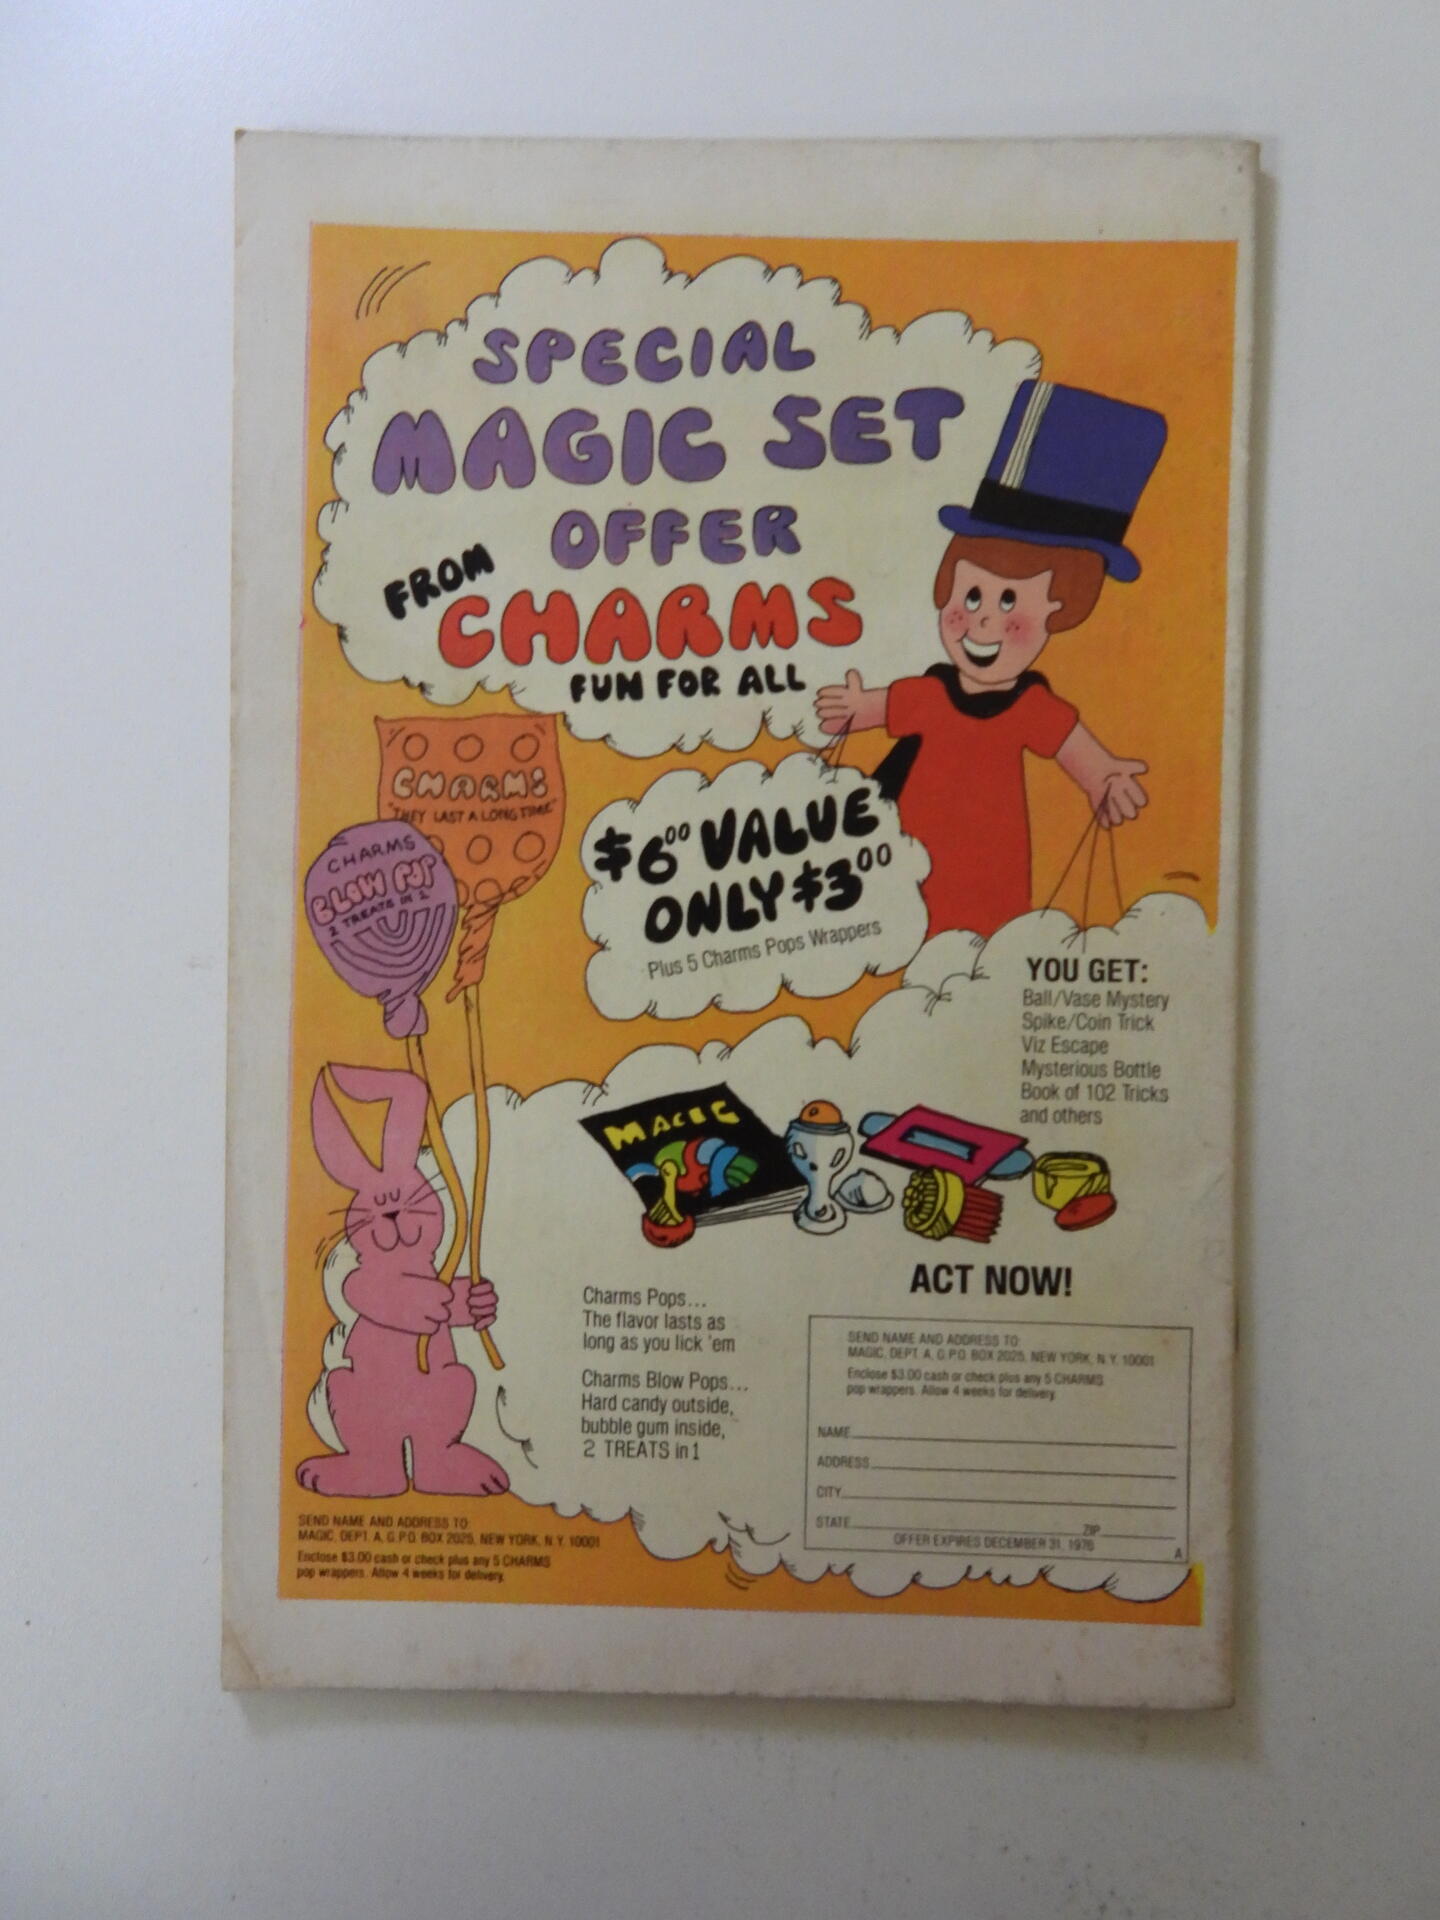 SPECIAL
MAGIC SET
OFFER
FROM
CHARMS
FUN FOR ALL
CHARMS
"THEY LAST A LONG TIME"
CHARMS
BLOW POP
2 TREATS IN 1
$6.00 VALUE
ONLY $3.00
Plus 5 Charms Pops Wrappers
YOU GET:
Ball/Vase Mystery
Spike/Coin Trick
Viz Escape
Mysterious Bottle
Book of 102 Tricks
and others
MAGIC
Charms Pops...
The flavor lasts as
long as you lick 'em
Charms Blow Pops...
Hard candy outside,
bubble gum inside,
2 TREATS in 1
ACT NOW!
SEND NAME AND ADDRESS TO:
MAGIC, DEPT. A, G.P.O. BOX 2025, NEW YORK, N.Y. 10001
Enclose $3.00 cash or check plus any 5 CHARMS
pop wrappers. Allow 4 weeks for delivery.
NAME
ADDRESS
CITY
STATE ZIP
OFFER EXPIRES DECEMBER 31, 1976
A
SEND NAME AND ADDRESS TO:
MAGIC, DEPT. A, G.P.O. BOX 2025, NEW YORK, N.Y. 10001
Enclose $3.00 cash or check plus any 5 CHARMS
pop wrappers. Allow 4 weeks for delivery.